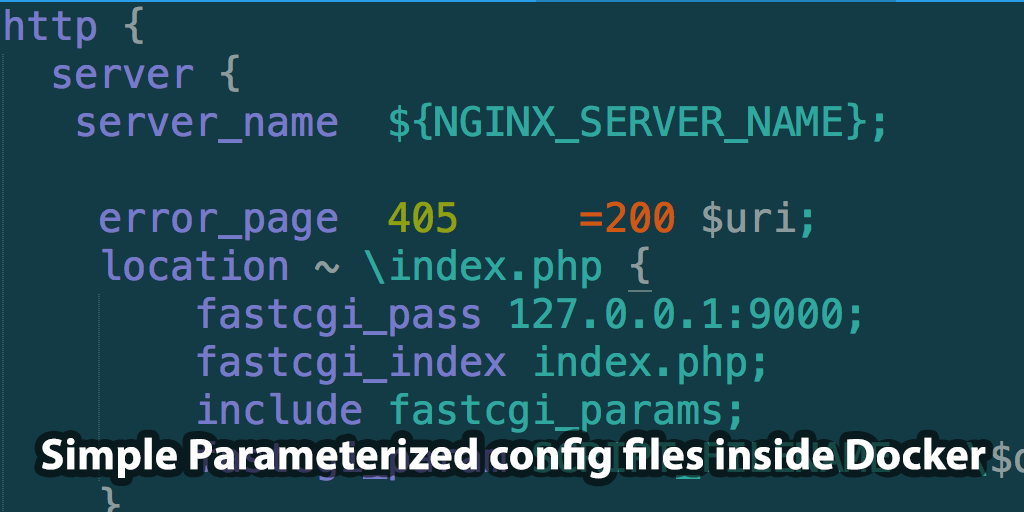 http {
server {
server_name ${NGINX_SERVER_NAME};
error_page 405 =200 $uri;
location ~ \index.php {
fastcgi_pass 127.0.0.1:9000;
fastcgi_index index.php;
include fastcgi_params;
Simple Parameterized config files inside Docker
}